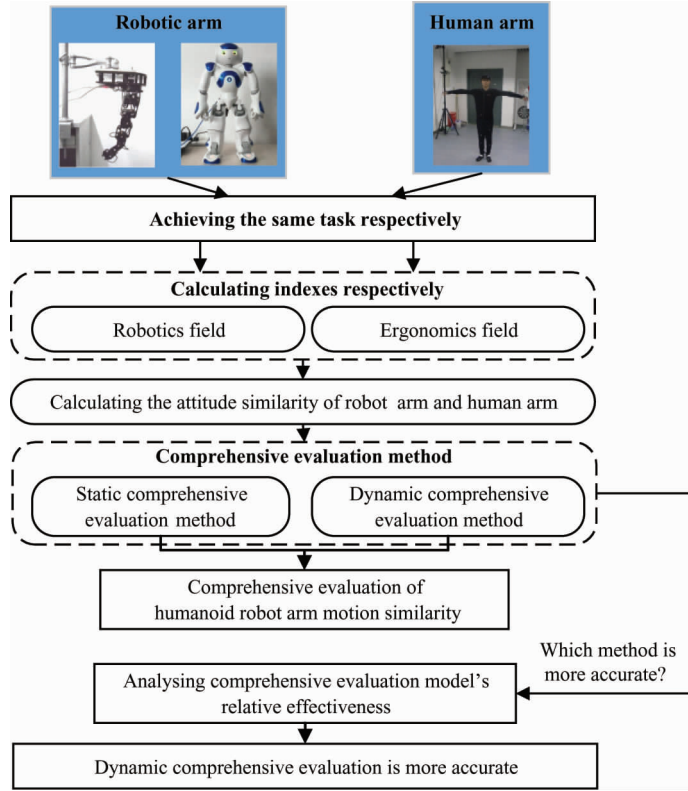 Robotic arm
Human arm
Achieving the same task respectively
Calculating indexes respectively
Robotics field
Ergonomics field
Calculating the attitude similarity of robot arm and human arm
Comprehensive evaluation method
Static comprehensive
evaluation method
Dynamic comprehensive
evaluation method
Comprehensive evaluation of
humanoid robot arm motion similarity
Which method is
more accurate?
Analysing comprehensive evaluation model's
relative effectiveness
Dynamic comprehensive evaluation is more accurate